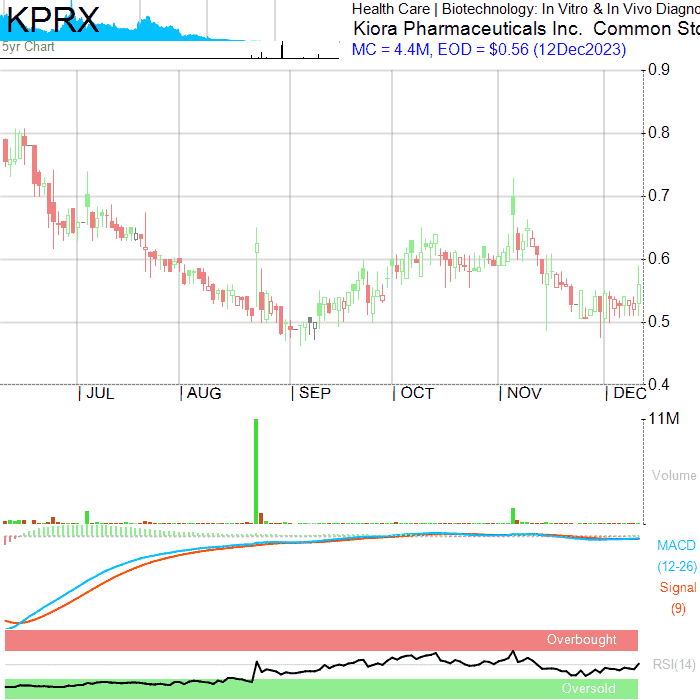 KPRX
5yr Chart
Health Care | Biotechnology: In Vitro & In Vivo Diagno
Kiora Pharmaceuticals Inc. Common Sto
MC = 4.4M, EOD = $0.56 (12Dec2023)
0.9
0.8
0.7
0.6
0.5
0.4
JUL AUG SEP OCT NOV DEC
11M
Volume
MACD
(12-26)
Signal
(9)
Overbought
RSI(14)
Oversold